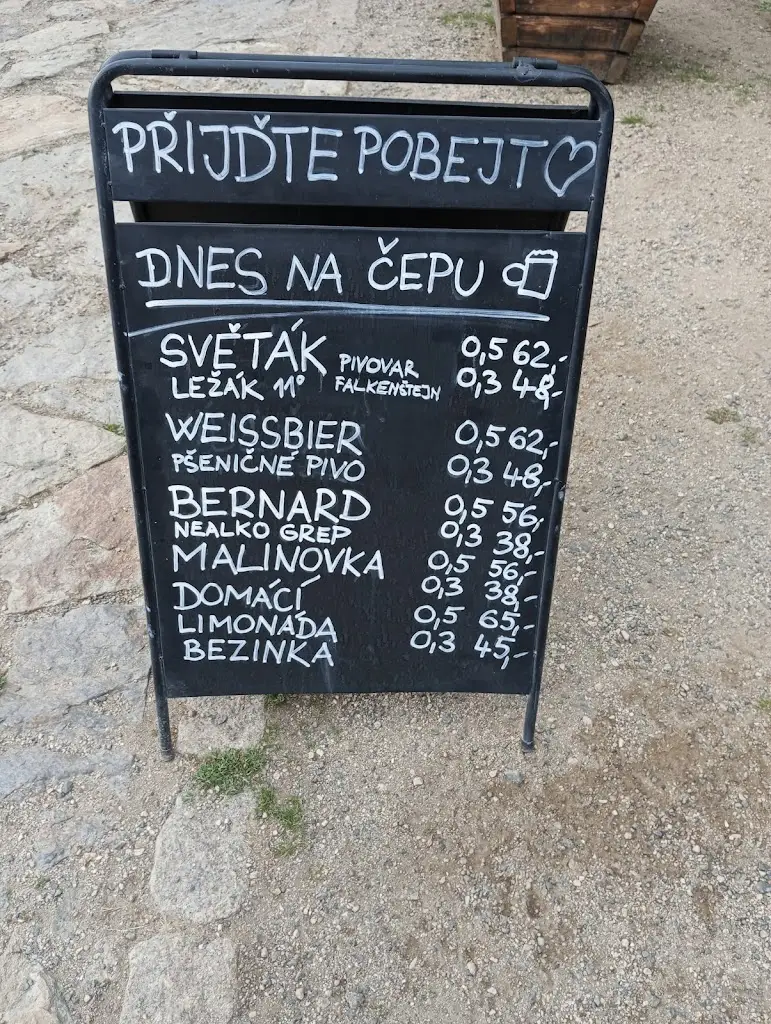 PŘIJĎTE POBEJT
DNES NA ČEPU
SVĚTÁK PIVOVAR 0,5 62,-
LEŽÁK 11° FALKENŠTEJN 0,3 48,-
WEISSBIER 0,5 62,-
PŠENIČNÉ PIVO 0,3 48,-
BERNARD 0,5 56,-
NEALKO GREP 0,3 38,-
MALINOVKA 0,5 56,-
0,3 38,-
DOMÁCÍ
LIMONÁDA 0,5 65,-
BEZINKA 0,3 45,-